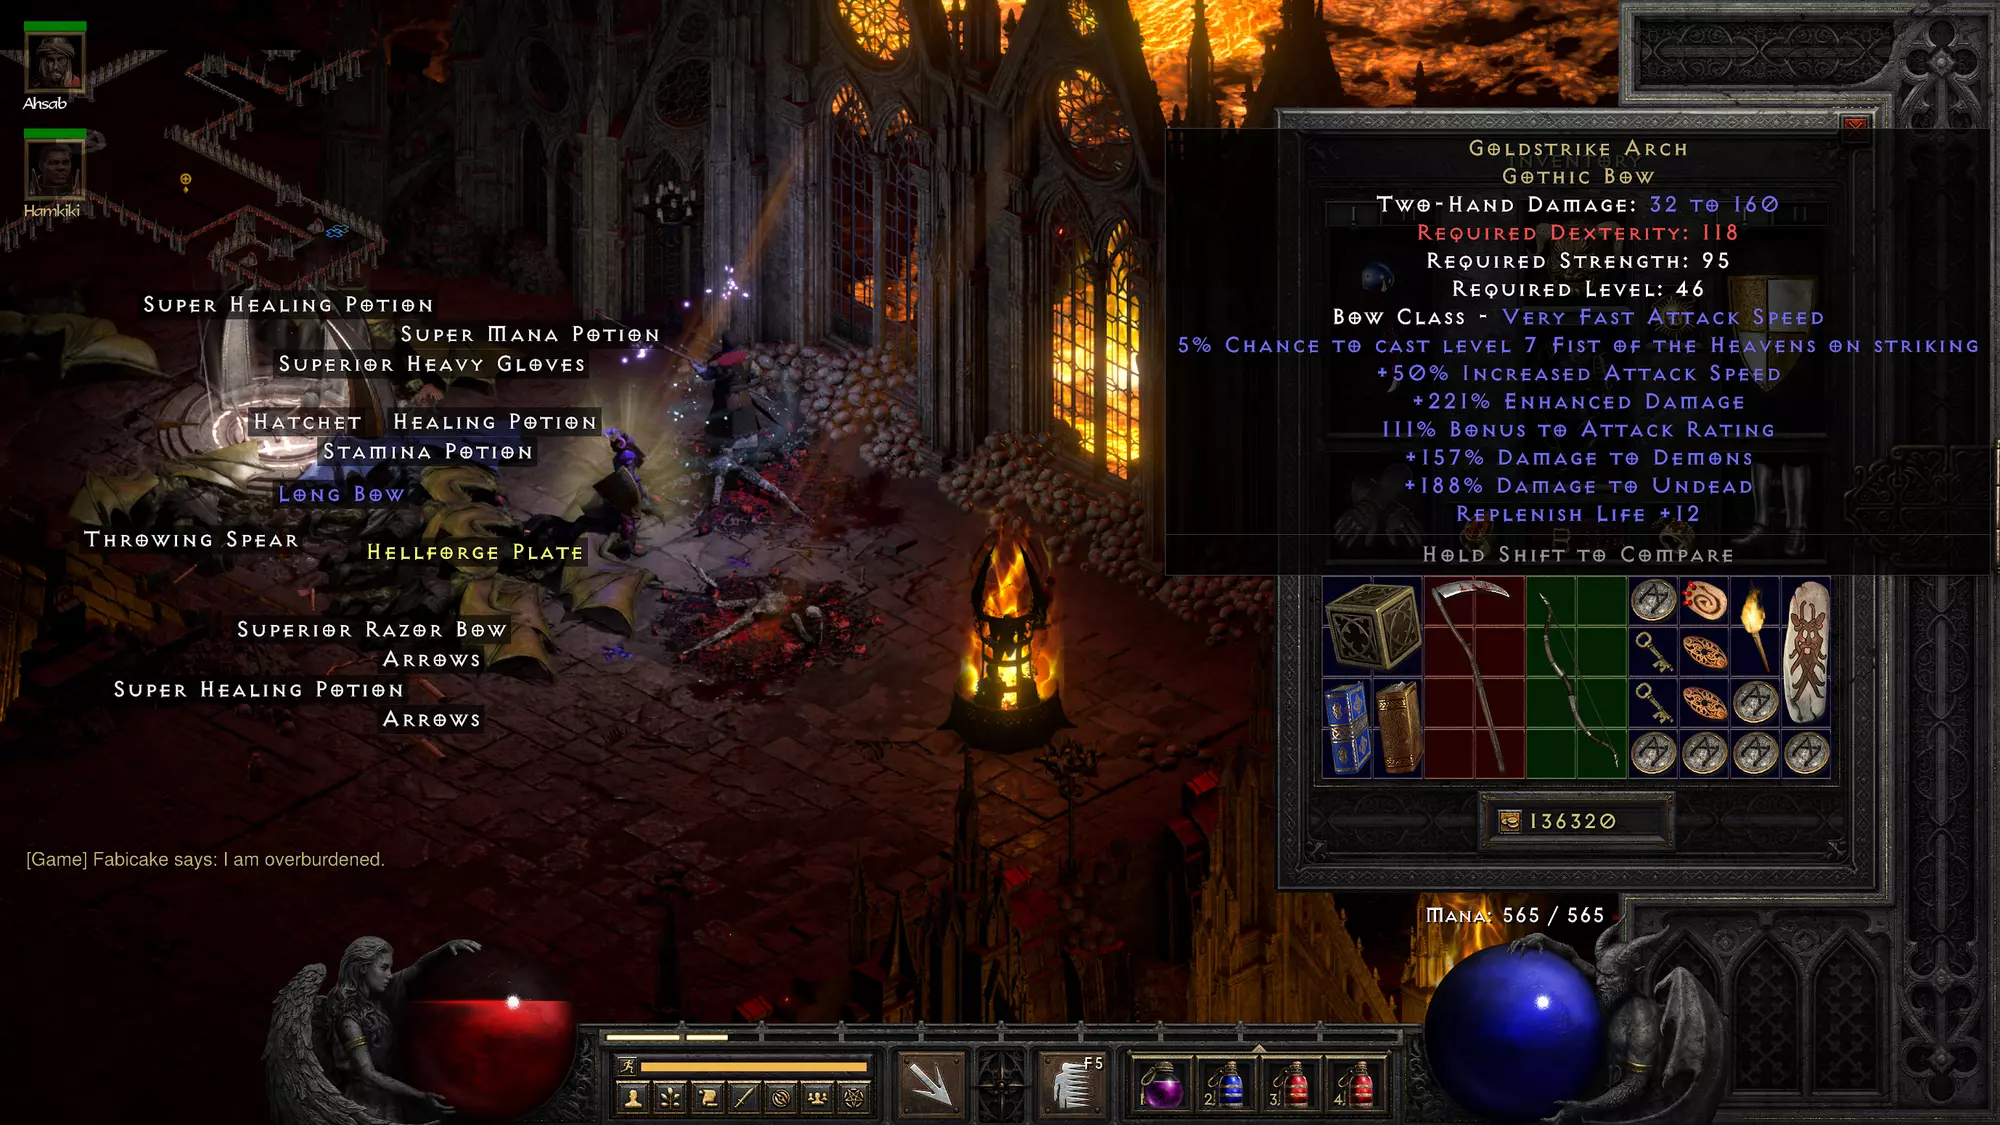 Ahsab
Hamkiki
Super Healing Potion
Super Mana Potion
Superior Heavy Gloves
Hatchet
Healing Potion
Stamina Potion
Long Bow
Throwing Spear
Hellforge Plate
Superior Razor Bow
Arrows
Super Healing Potion
Arrows
[Game] Fabicake says: I am overburdened.
Goldstrike Arch
Inventory
Gothic Bow
Two-Hand Damage: 32 to 160
Required Dexterity: 118
Required Strength: 95
Required Level: 46
Bow Class - Very Fast Attack Speed
5% Chance to cast level 7 Fist of the Heavens on striking
+50% Increased Attack Speed
+221% Enhanced Damage
111% Bonus to Attack Rating
+157% Damage to Demons
+188% Damage to Undead
Replenish Life +12
Hold Shift to Compare
136320
Mana: 565 / 565
F5
2
3
4